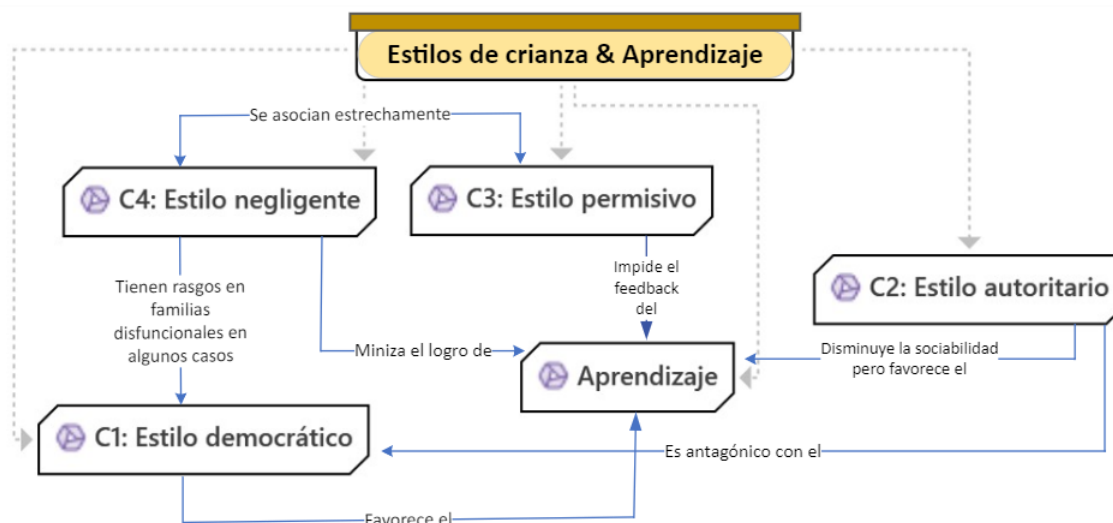 Estilos de crianza & Aprendizaje
Se asocian estrechamente
C4: Estilo negligente
C3: Estilo permisivo
C2: Estilo autoritario
Tienen rasgos en
familias
disfuncionales en
algunos casos
Impide el
feedback
del
Miniza el logro de
Aprendizaje
Disminuye la sociabilidad
pero favorece el
C1: Estilo democrático
Es antagónico con el
Favorece el